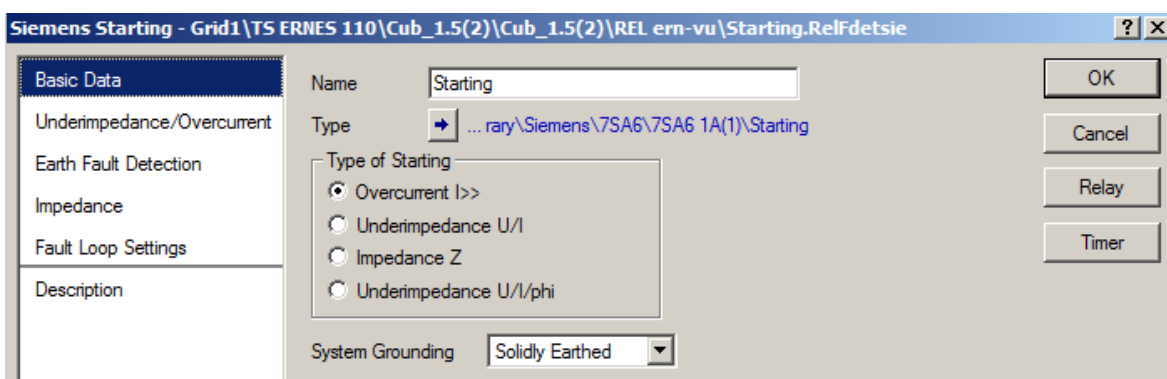 Siemens Starting - Grid1\TS ERNES 110\Cub_1.5(2)\Cub_1.5(2)\REL ern-vu\Starting.RelFdetsie
Basic Data
Underimpedance/Overcurrent
Earth Fault Detection
Impedance
Fault Loop Settings
Description
Name Starting
Type ... rary\Siemens\7SA6\7SA6 1A(1)\Starting
Type of Starting
Overcurrent I>>
Underimpedance U/I
Impedance Z
Underimpedance U/I/phi
System Grounding Solidly Earthed
OK
Cancel
Relay
Timer